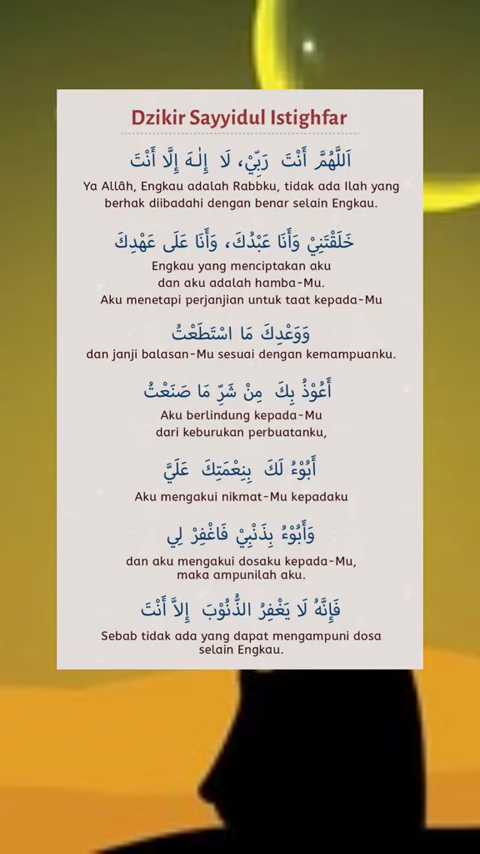 Dzikir Sayyidul Istighfar
اَللَّهُمَّ أَنْتَ رَبِّيْ، لَا إِلٰهَ إِلَّا أَنْتَ
Ya Allâh, Engkau adalah Rabbku, tidak ada Ilah yang
berhak diibadahi dengan benar selain Engkau.
خَلَقْتَنِيْ وَأَنَا عَبْدُكَ، وَأَنَا عَلَى عَهْدِكَ
Engkau yang menciptakan aku
dan aku adalah hamba-Mu.
Aku menetapi perjanjian untuk taat kepada-Mu
وَوَعْدِكَ مَا اسْتَطَعْتُ
dan janji balasan-Mu sesuai dengan kemampuanku.
أَعُوْذُ بِكَ مِنْ شَرِّ مَا صَنَعْتُ
Aku berlindung kepada-Mu
dari keburukan perbuatanku,
أَبُوْءُ لَكَ بِنِعْمَتِكَ عَلَيَّ
Aku mengakui nikmat-Mu kepadaku
وَأَبُوْءُ بِذَنْبِيْ فَاغْفِرْ لِي
dan aku mengakui dosaku kepada-Mu,
maka ampunilah aku.
فَإِنَّهُ لَا يَغْفِرُ الذُّنُوْبَ إِلاَّ أَنْتَ
Sebab tidak ada yang dapat mengampuni dosa
selain Engkau.